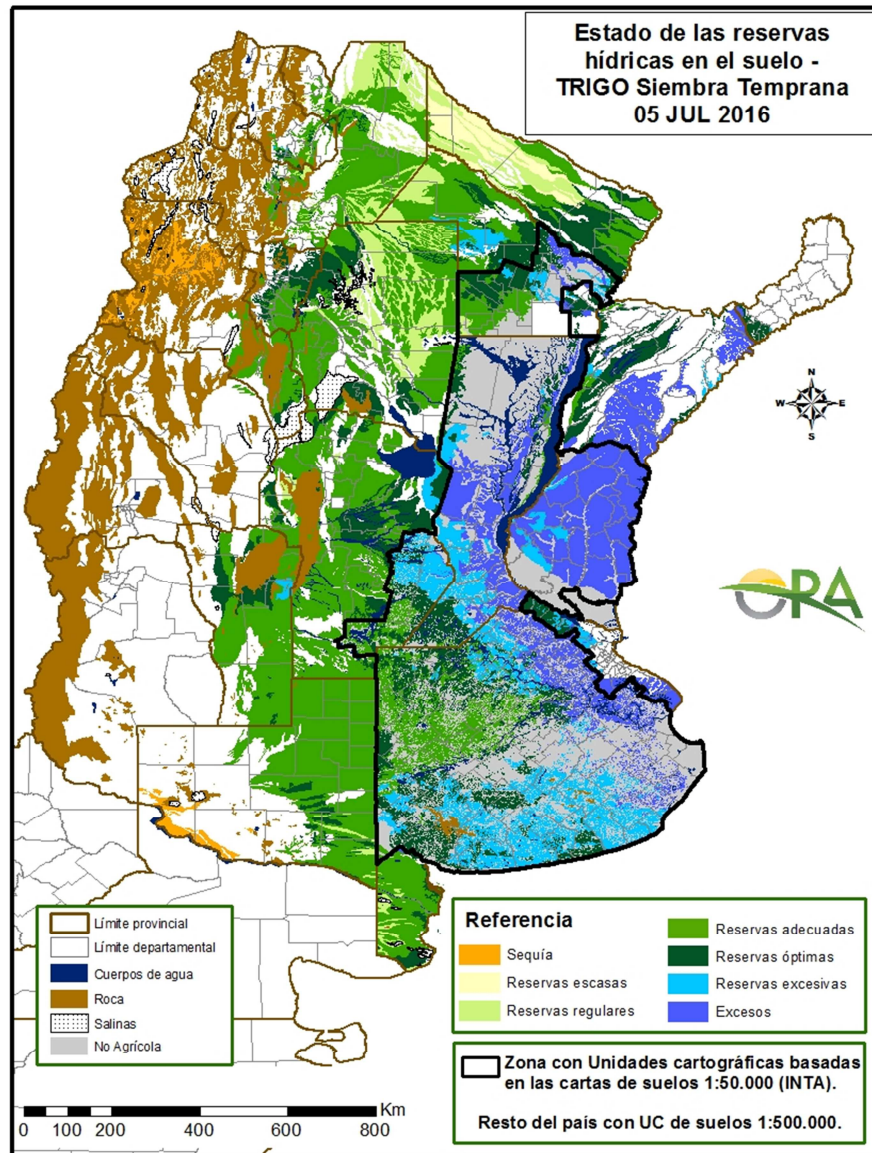 Estado de las reservas
hídricas en el suelo -
TRIGO Siembra Temprana
05 JUL 2016
N
W E
S
ORA
Límite provincial
Límite departamental
Cuerpos de agua
Roca
Salinas
No Agrícola
Referencia
Sequía
Reservas escasas
Reservas regulares
Reservas adecuadas
Reservas óptimas
Reservas excesivas
Excesos
Zona con Unidades cartográficas basadas
en las cartas de suelos 1:50.000 (INTA).
Resto del país con UC de suelos 1:500.000.
Km
0 100 200 400 600 800